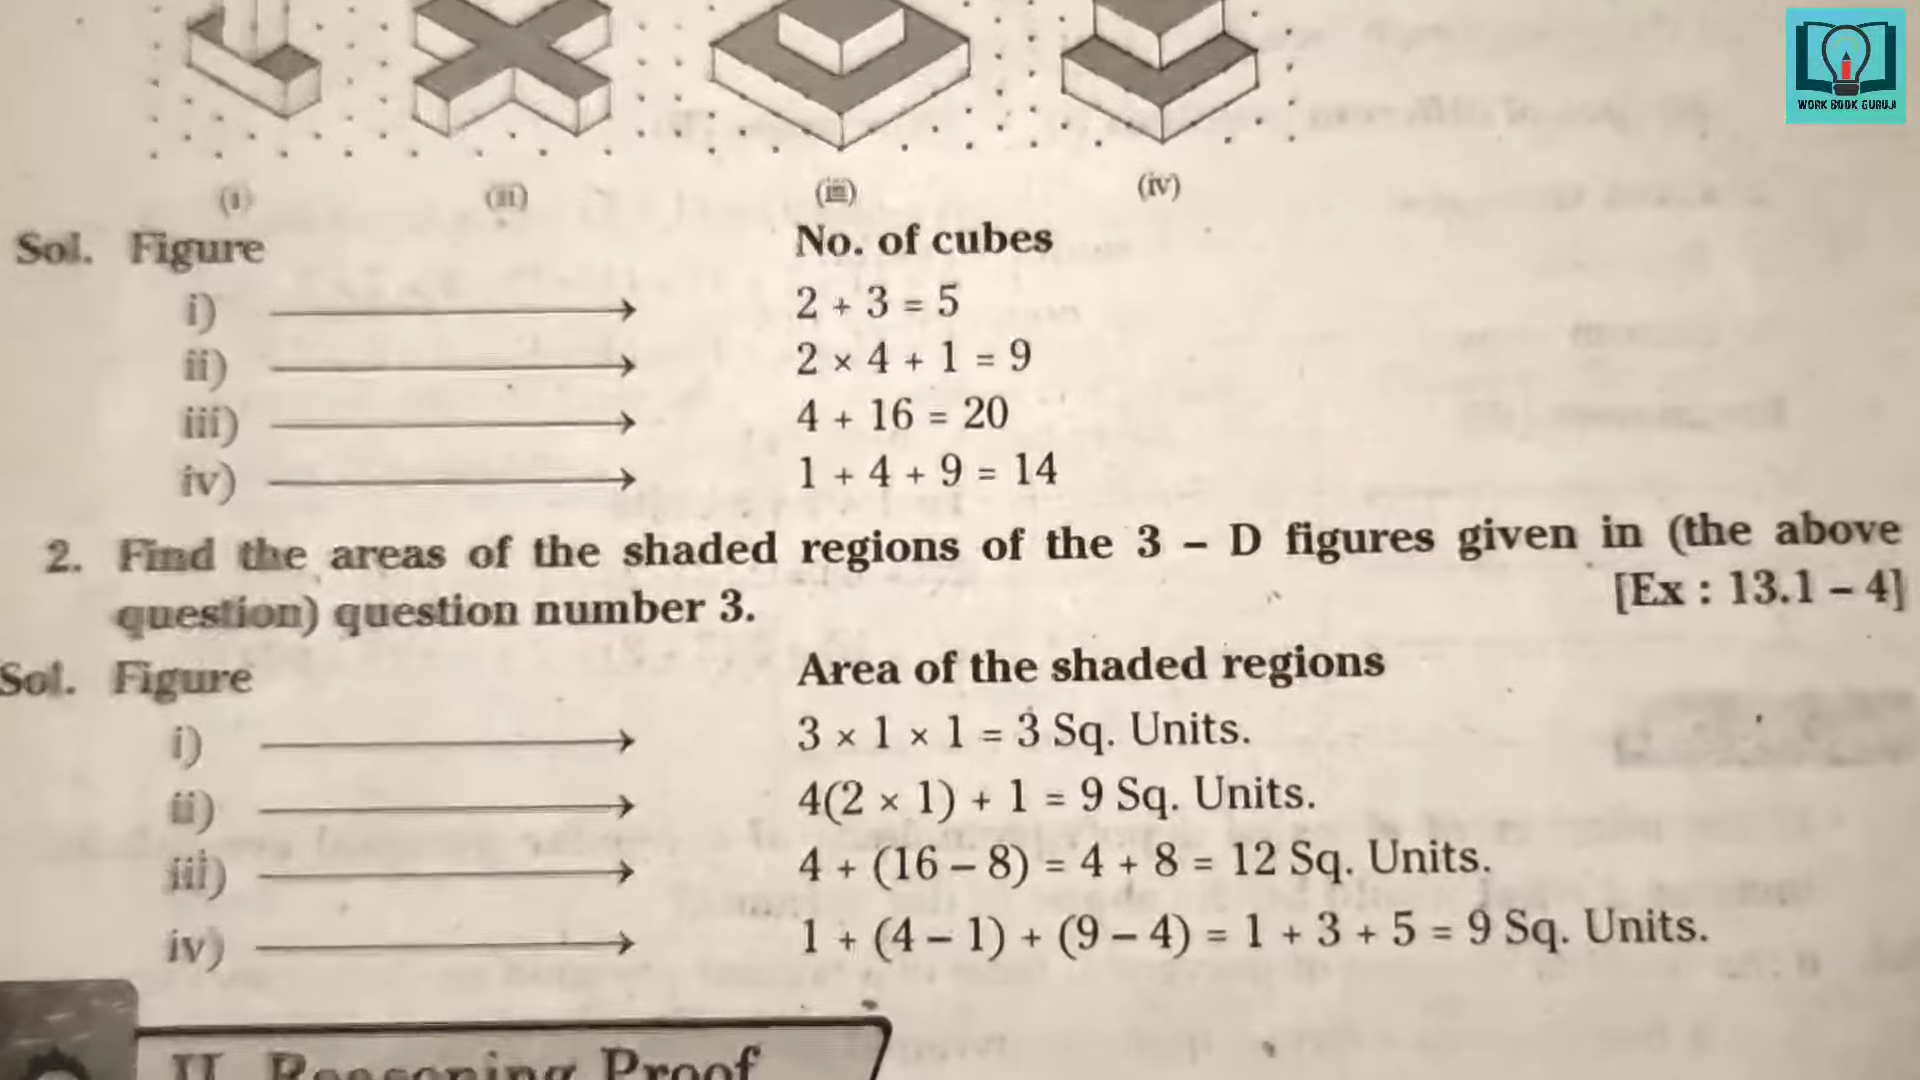 WORK BOOK GURUJI
(i) (ii) (iii) (iv)
Sol. Figure No. of cubes
i) 2 + 3 = 5
ii) 2 × 4 + 1 = 9
iii) 4 + 16 = 20
iv) 1 + 4 + 9 = 14
2. Find the areas of the shaded regions of the 3 – D figures given in (the above
question) question number 3. [Ex : 13.1 – 4]
Sol. Figure Area of the shaded regions
i) 3 × 1 × 1 = 3 Sq. Units.
ii) 4(2 × 1) + 1 = 9 Sq. Units.
iii) 4 + (16 – 8) = 4 + 8 = 12 Sq. Units.
iv) 1 + (4 – 1) + (9 – 4) = 1 + 3 + 5 = 9 Sq. Units.
II. Reasoning Proof